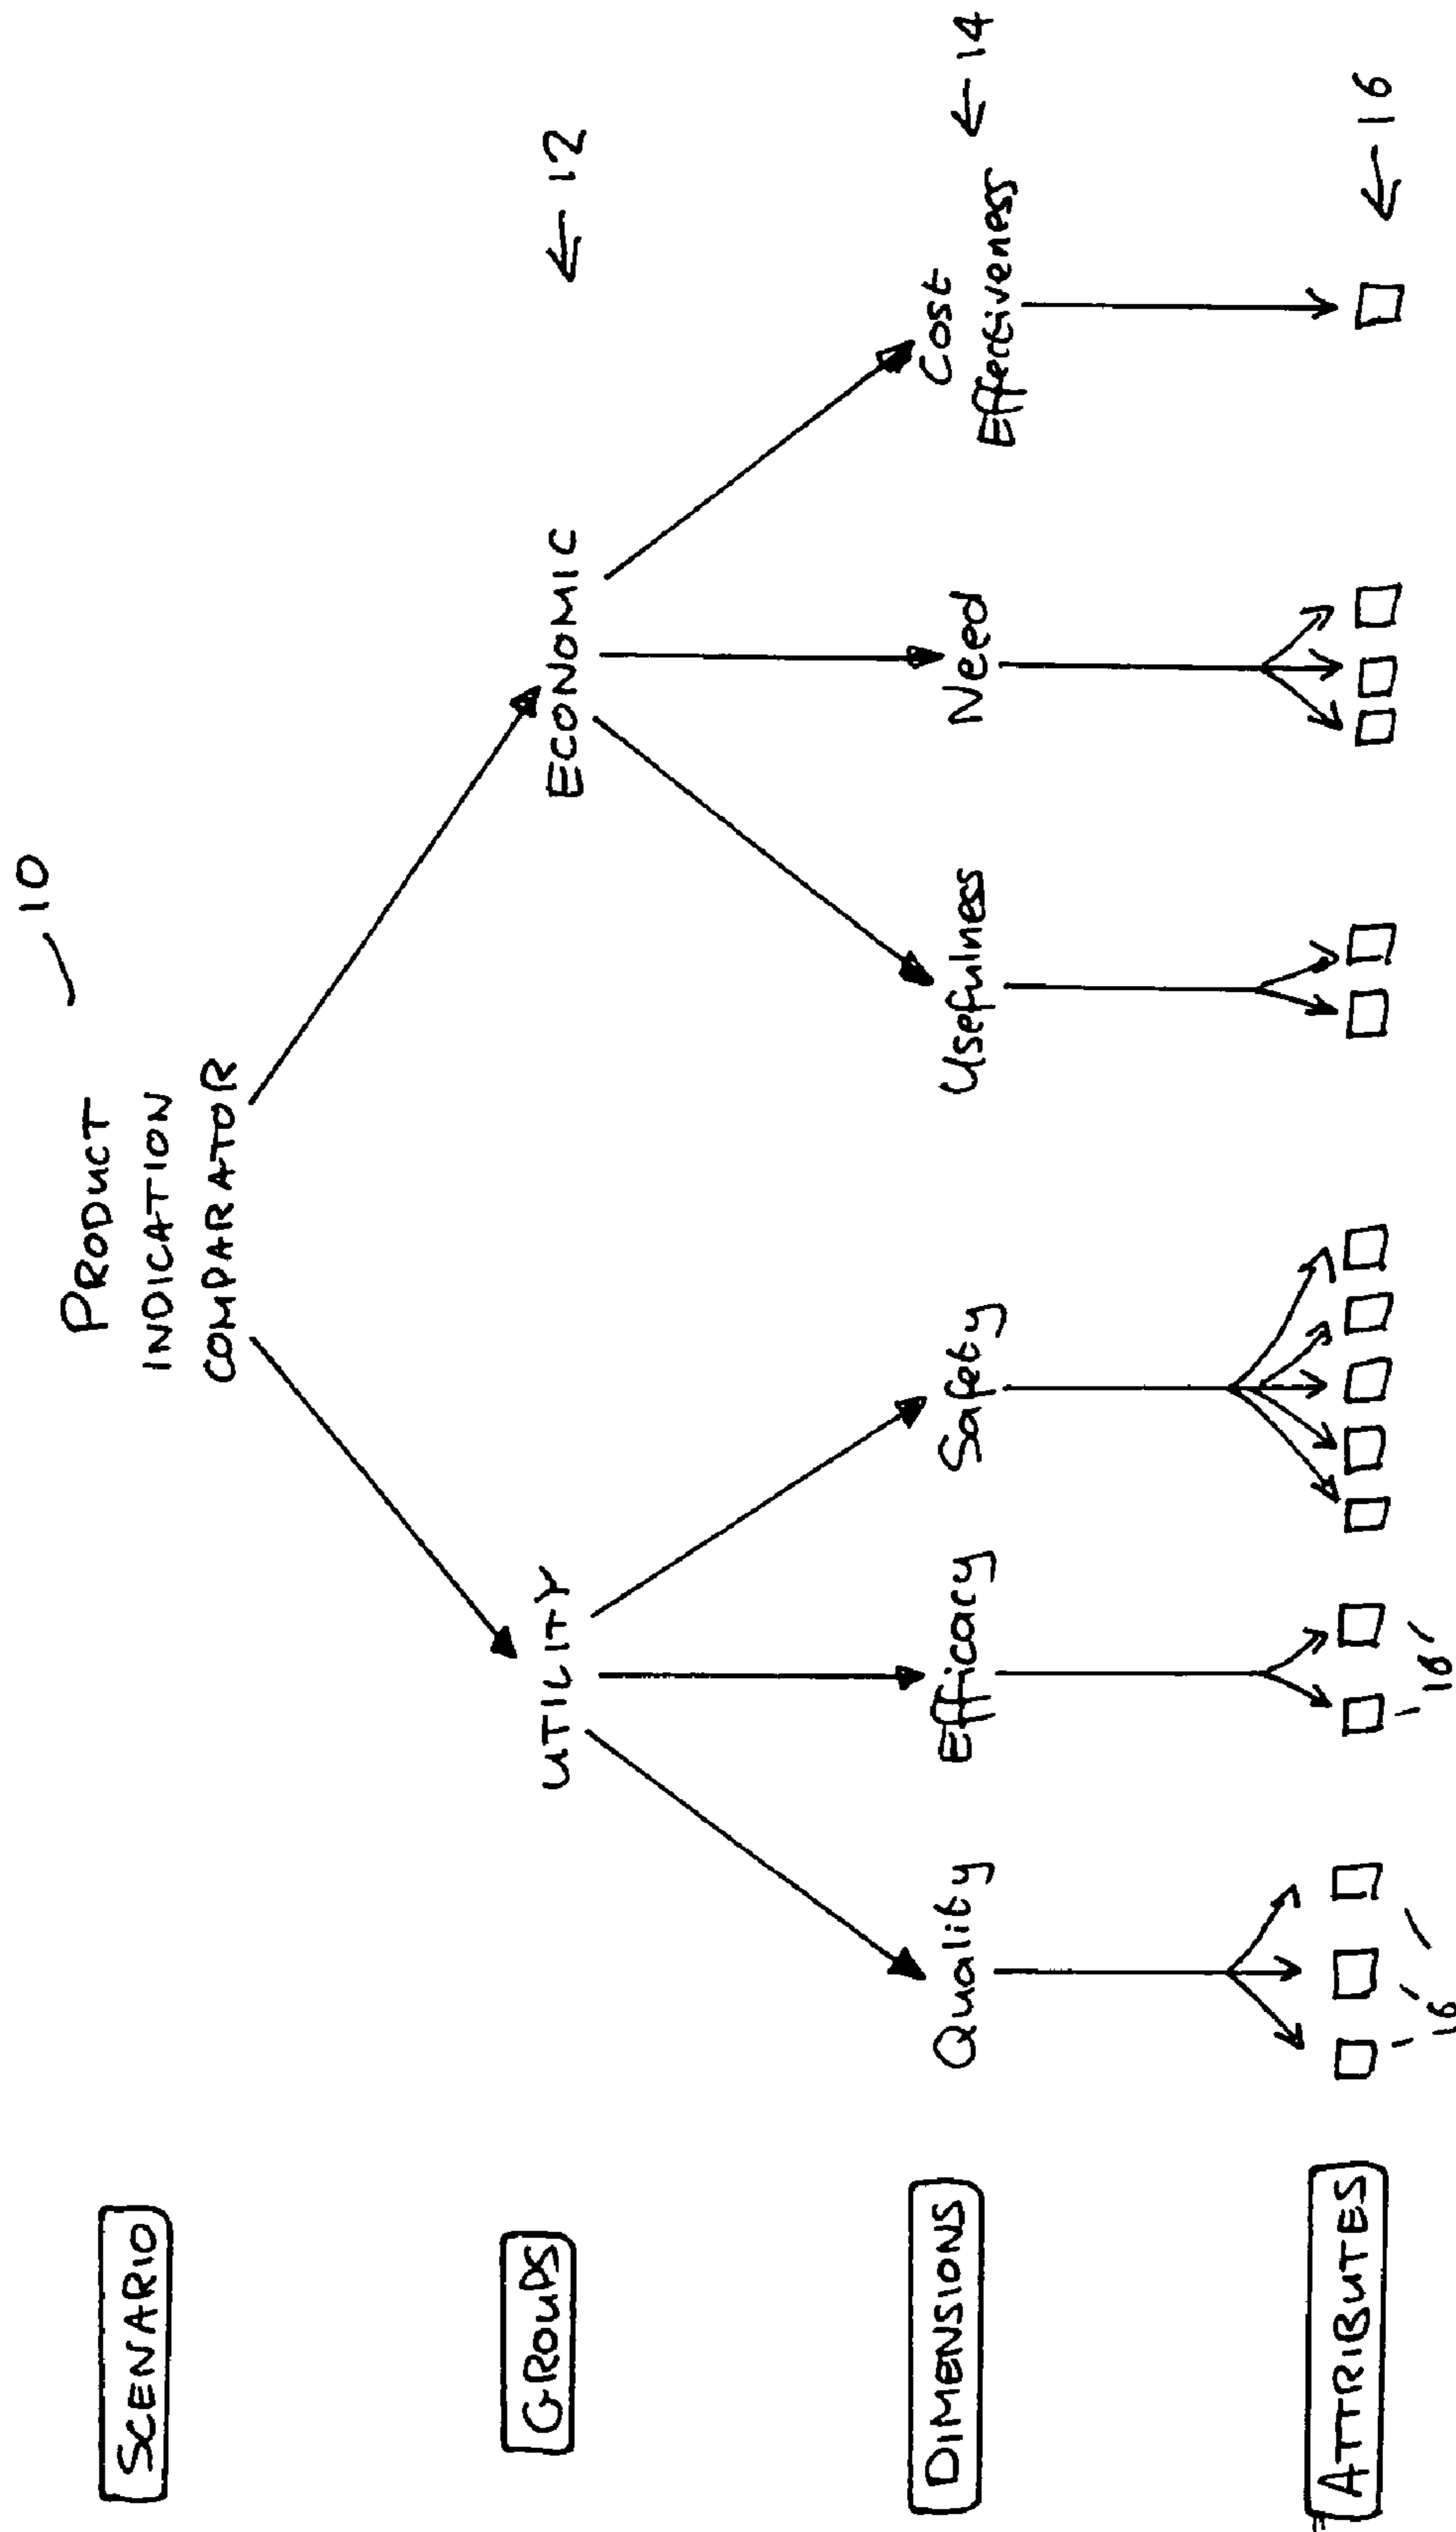 10
SCENARIO
PRODUCT
INDICATION
COMPARATOR
GROUPS
UTILITY
ECONOMIC
← 12
DIMENSIONS
Quality
Efficacy
Safety
Usefulness
Need
Cost
Effectiveness
← 14
ATTRIBUTES
← 16
16'
16'